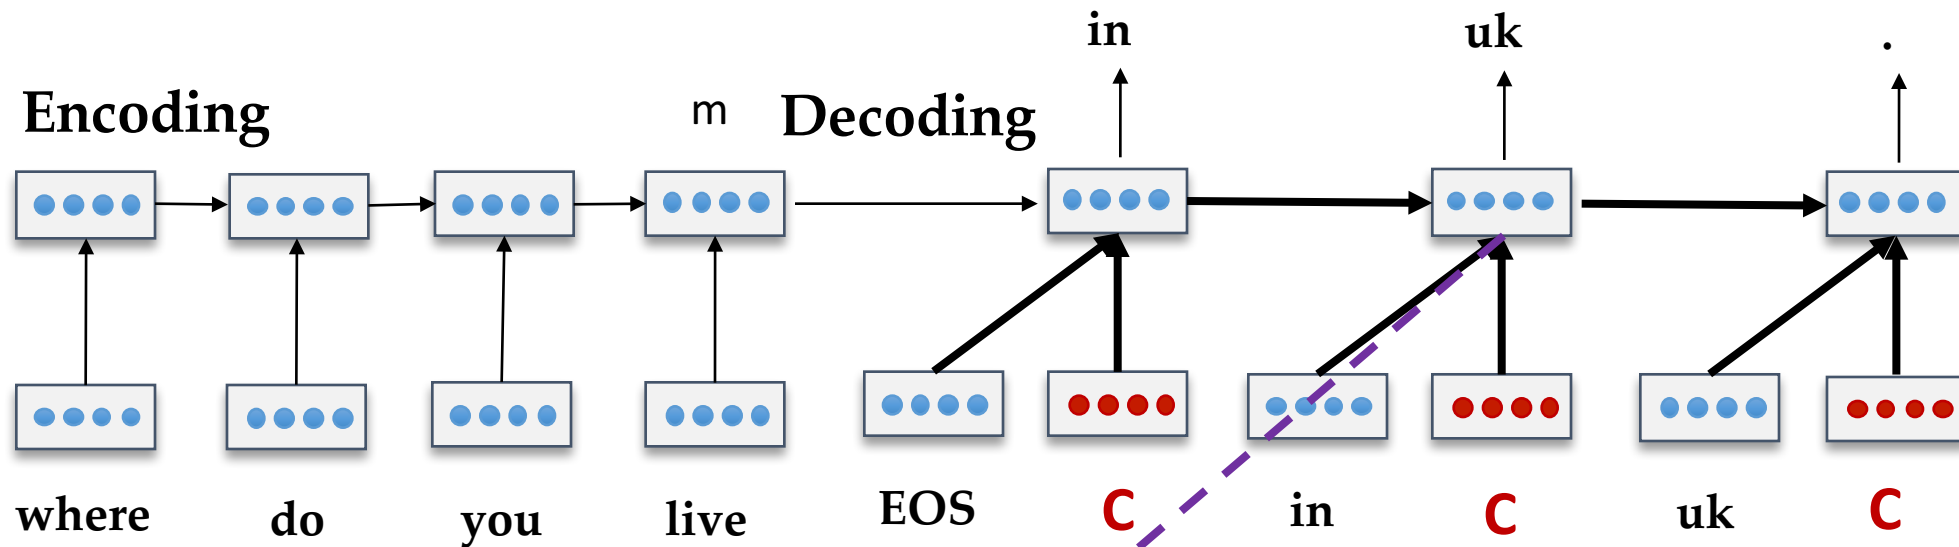 in uk .
Encoding m Decoding
where do you live EOS C in C uk C